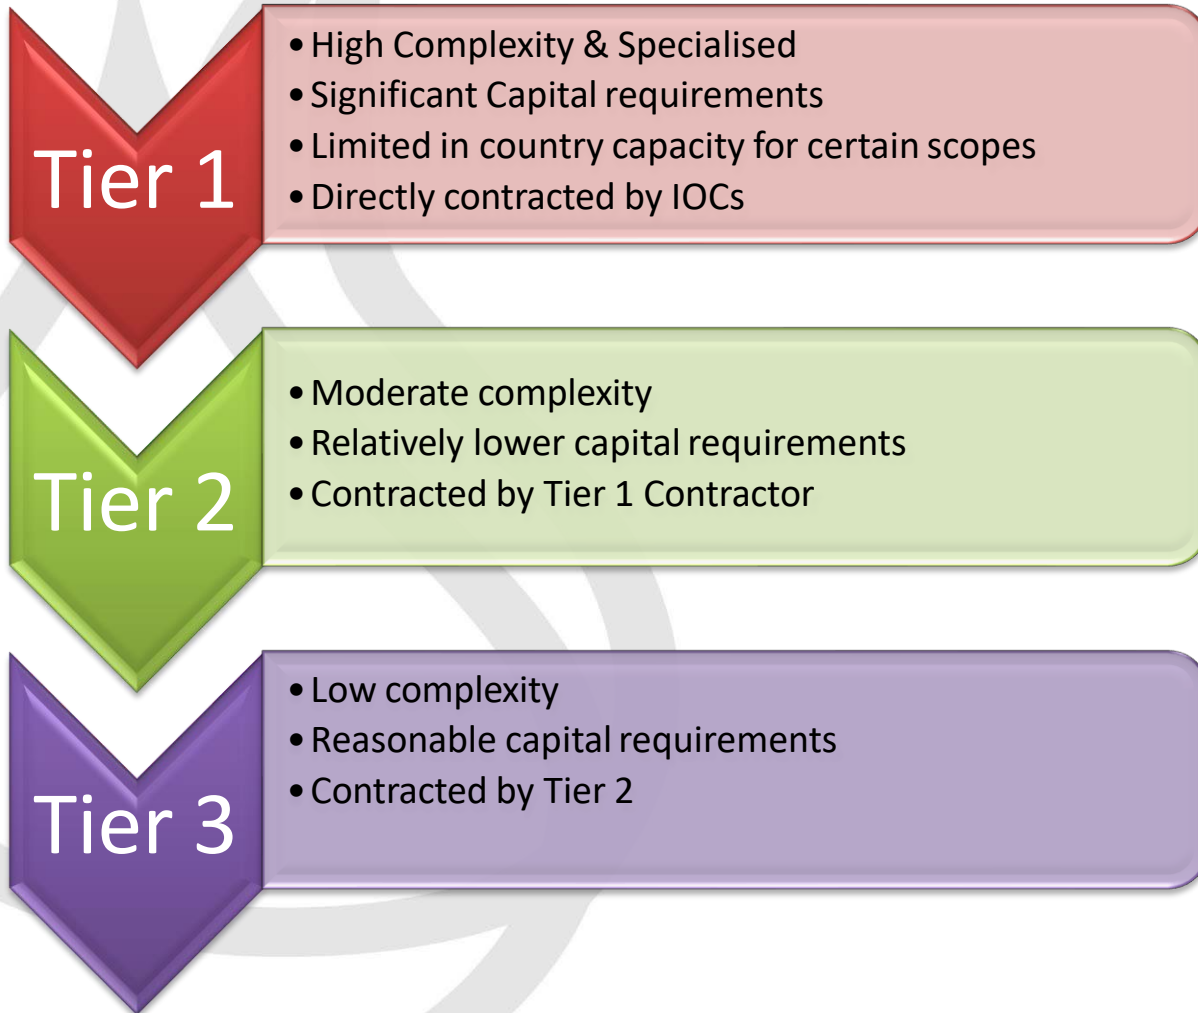 Tier 1
• High Complexity & Specialised
• Significant Capital requirements
• Limited in country capacity for certain scopes
• Directly contracted by IOCs
Tier 2
• Moderate complexity
• Relatively lower capital requirements
• Contracted by Tier 1 Contractor
Tier 3
• Low complexity
• Reasonable capital requirements
• Contracted by Tier 2